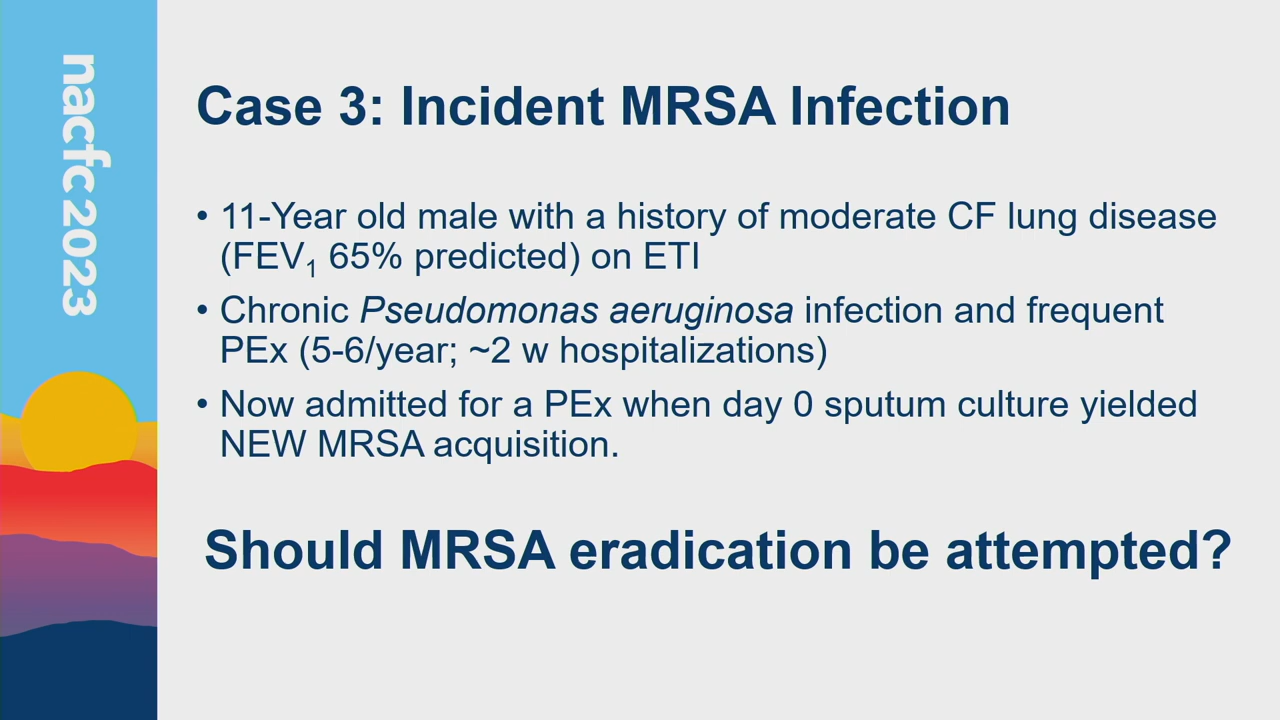 nacfc 2023
Case 3: Incident MRSA Infection
• 11-Year old male with a history of moderate CF lung disease
(FEV1 65% predicted) on ETI
• Chronic Pseudomonas aeruginosa infection and frequent
PEx (5-6/year; ~2 w hospitalizations)
• Now admitted for a PEx when day 0 sputum culture yielded
NEW MRSA acquisition.
Should MRSA eradication be attempted?